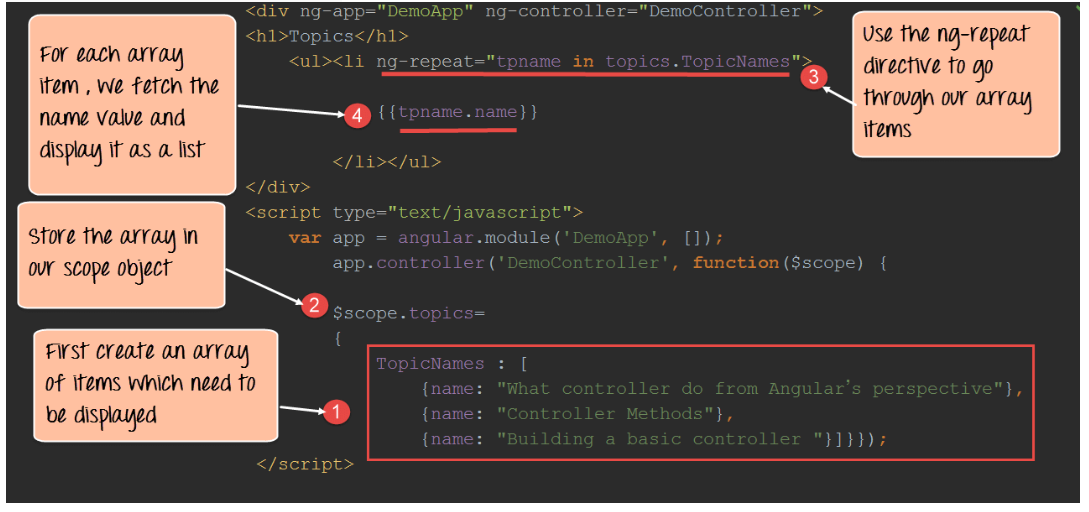 <div ng-app="DemoApp" ng-controller="DemoController">
<h1>Topics</h1>
<ul><li ng-repeat="tpname in topics.TopicNames">
{{tpname.name}}
</li></ul>
</div>
<script type="text/javascript">
var app = angular.module('DemoApp', []);
app.controller('DemoController', function($scope) {
$scope.topics=
{
TopicNames : [
{name: "What controller do from Angular's perspective"},
{name: "Controller Methods"},
{name: "Building a basic controller "}]}});
</script>
For each array
item , we fetch the
name value and
display it as a list
4
Use the ng-repeat
directive to go
through our array
items
3
Store the array in
our scope object
2
First create an array
of items which need to
be displayed
1